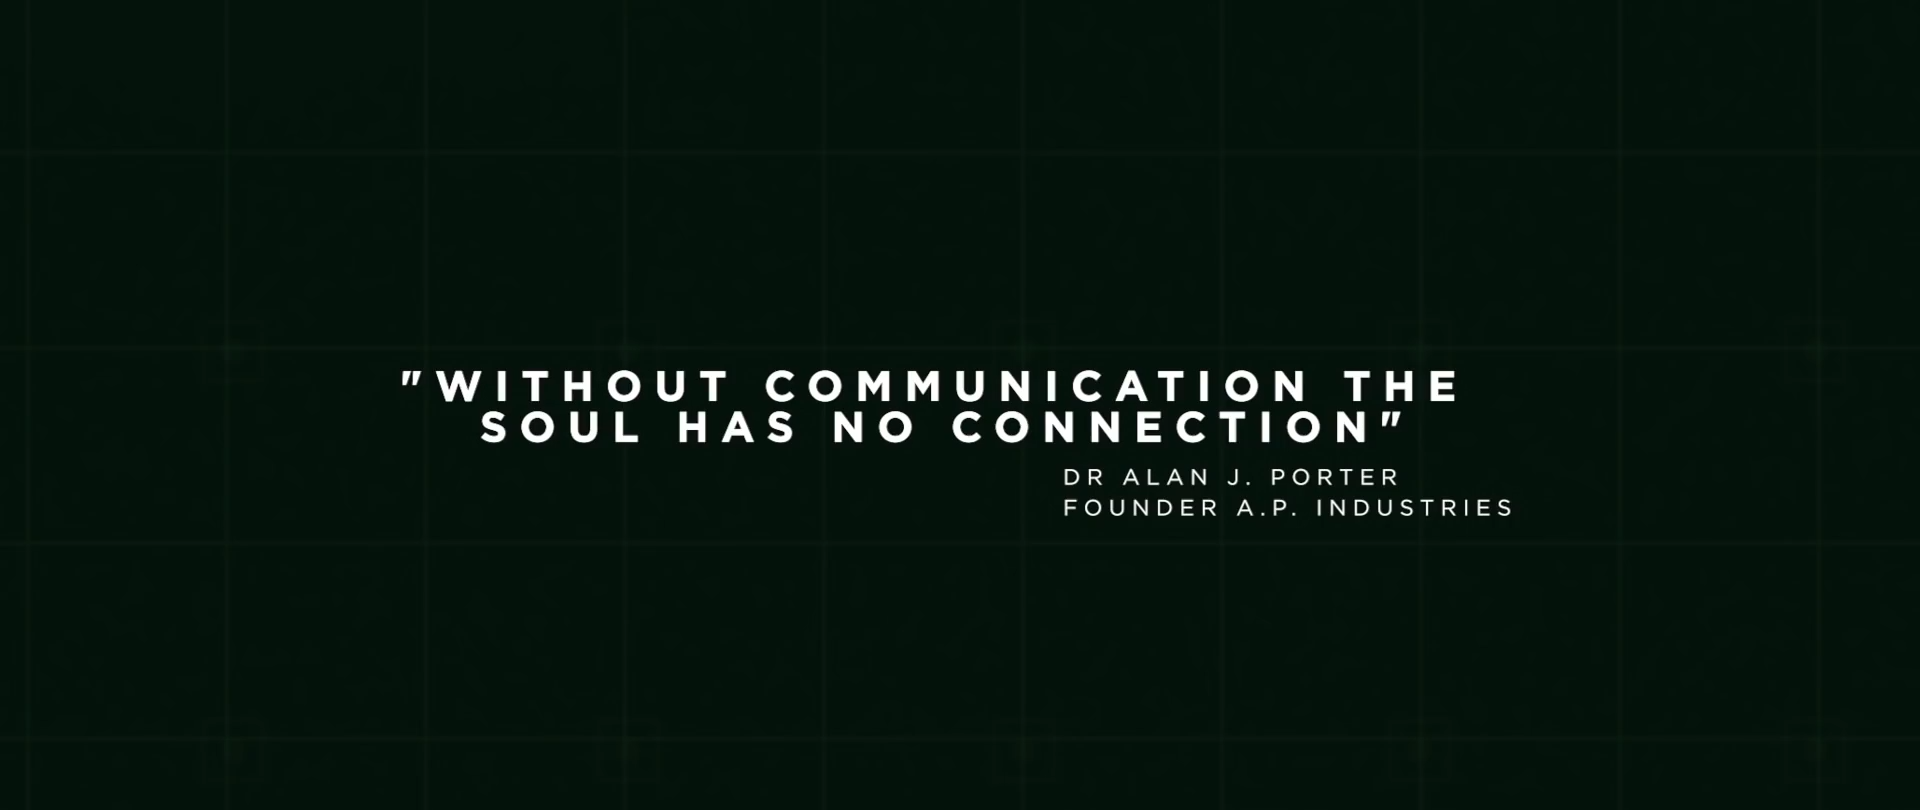 "WITHOUT COMMUNICATION THE
SOUL HAS NO CONNECTION"
DR ALAN J. PORTER
FOUNDER A.P. INDUSTRIES